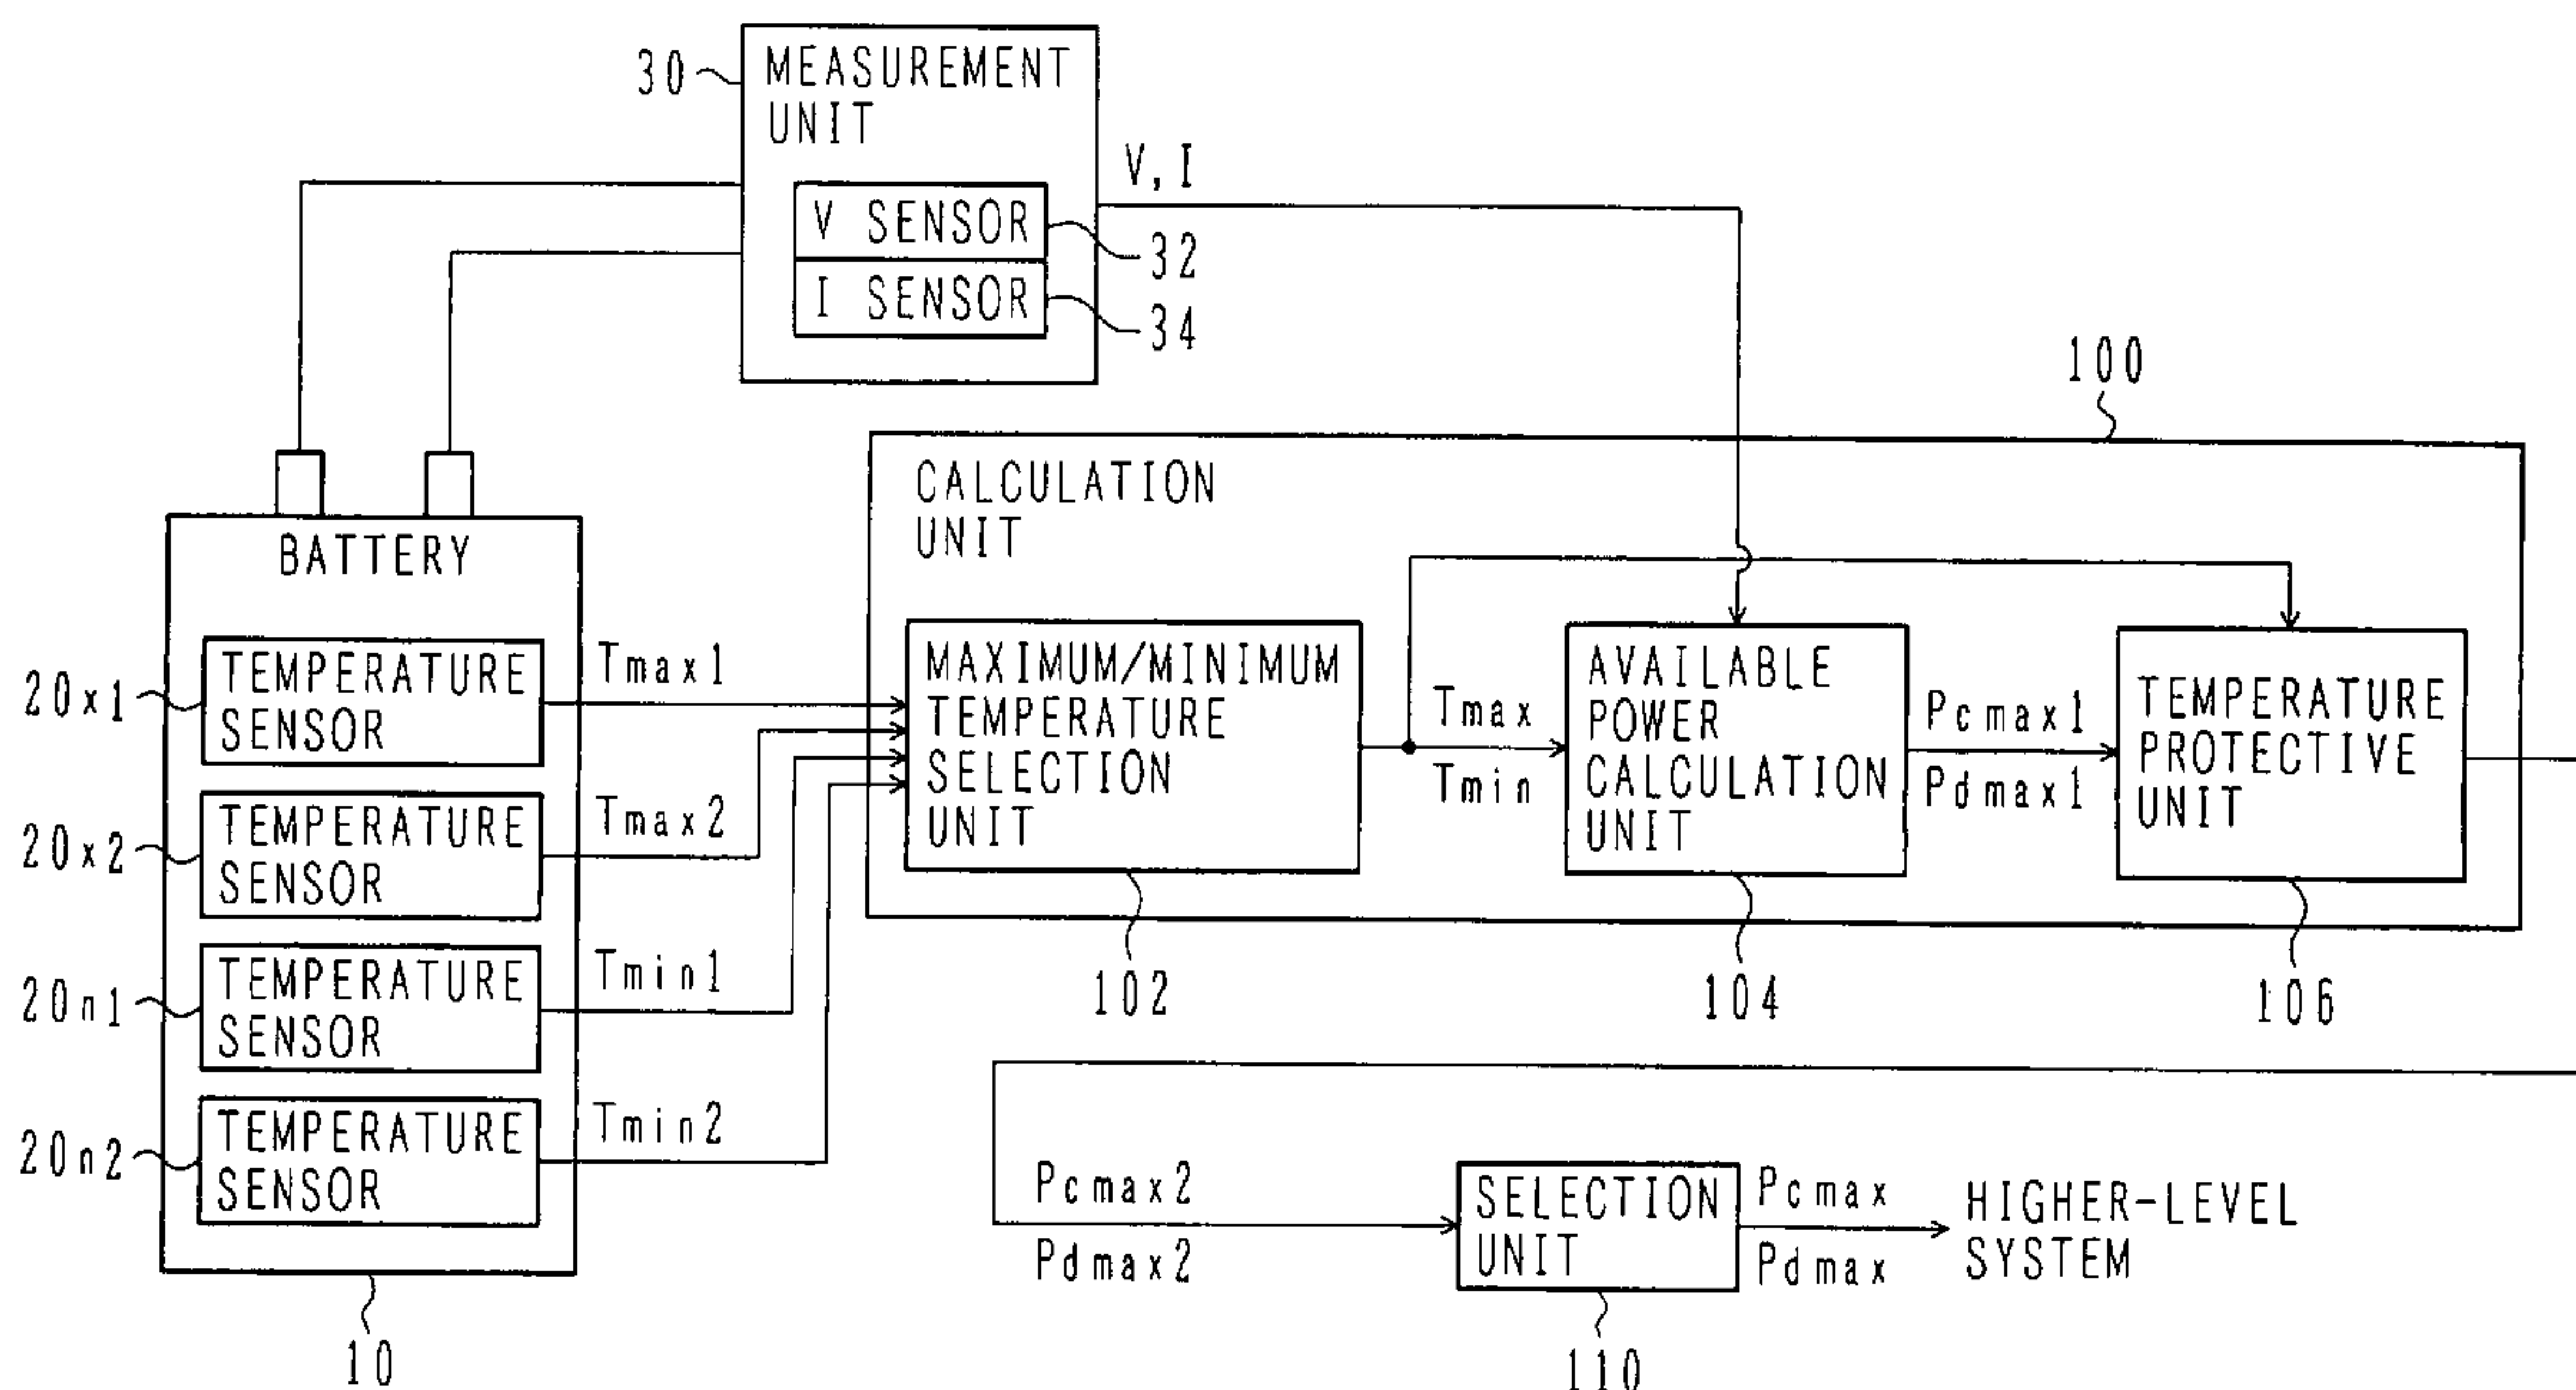 30
MEASUREMENT
UNIT
V SENSOR
I SENSOR
32
34
V, I
100
BATTERY
TEMPERATURE
SENSOR
TEMPERATURE
SENSOR
TEMPERATURE
SENSOR
TEMPERATURE
SENSOR
20x1
20x2
20n1
20n2
10
Tmax1
Tmax2
Tmin1
Tmin2
CALCULATION
UNIT
MAXIMUM/MINIMUM
TEMPERATURE
SELECTION
UNIT
102
Tmax
Tmin
AVAILABLE
POWER
CALCULATION
UNIT
104
Pcmax1
Pdmax1
TEMPERATURE
PROTECTIVE
UNIT
106
Pcmax2
Pdmax2
SELECTION
UNIT
110
Pcmax
Pdmax
HIGHER-LEVEL
SYSTEM